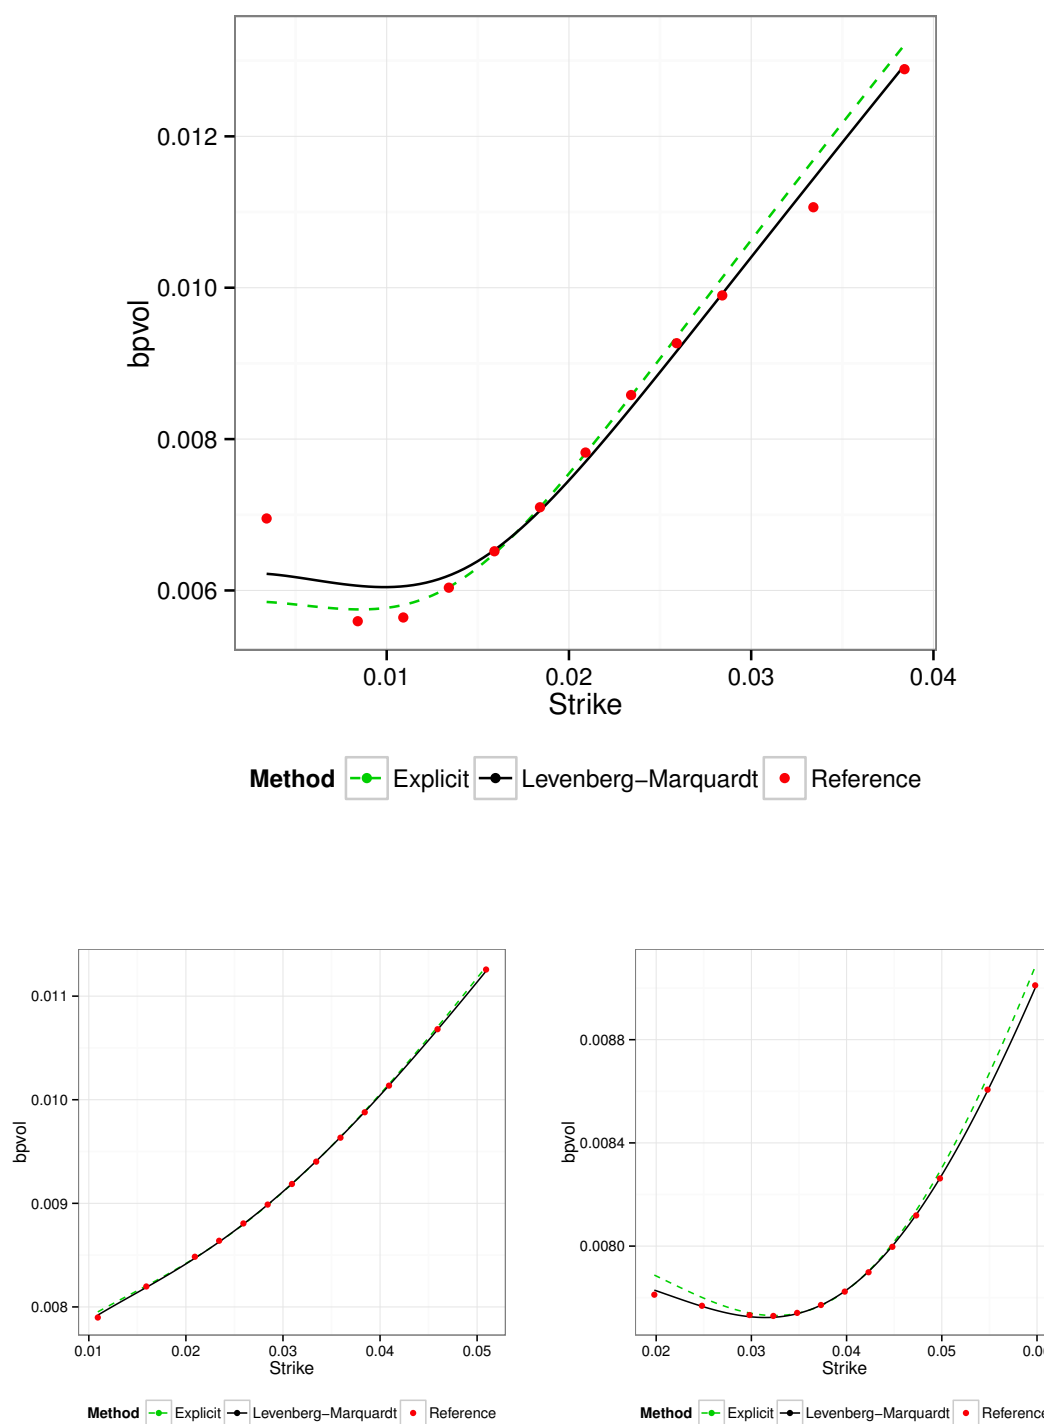 0.012
0.010
0.008
0.006
bpvol
0.01 0.02 0.03 0.04
Strike
Method Explicit Levenberg−Marquardt Reference
0.011
0.010
0.009
0.008
bpvol
0.01 0.02 0.03 0.04 0.05
Strike
Method Explicit Levenberg−Marquardt Reference
0.0088
0.0084
0.0080
bpvol
0.02 0.03 0.04 0.05 0.0
Strike
Method Explicit Levenberg−Marquardt Reference